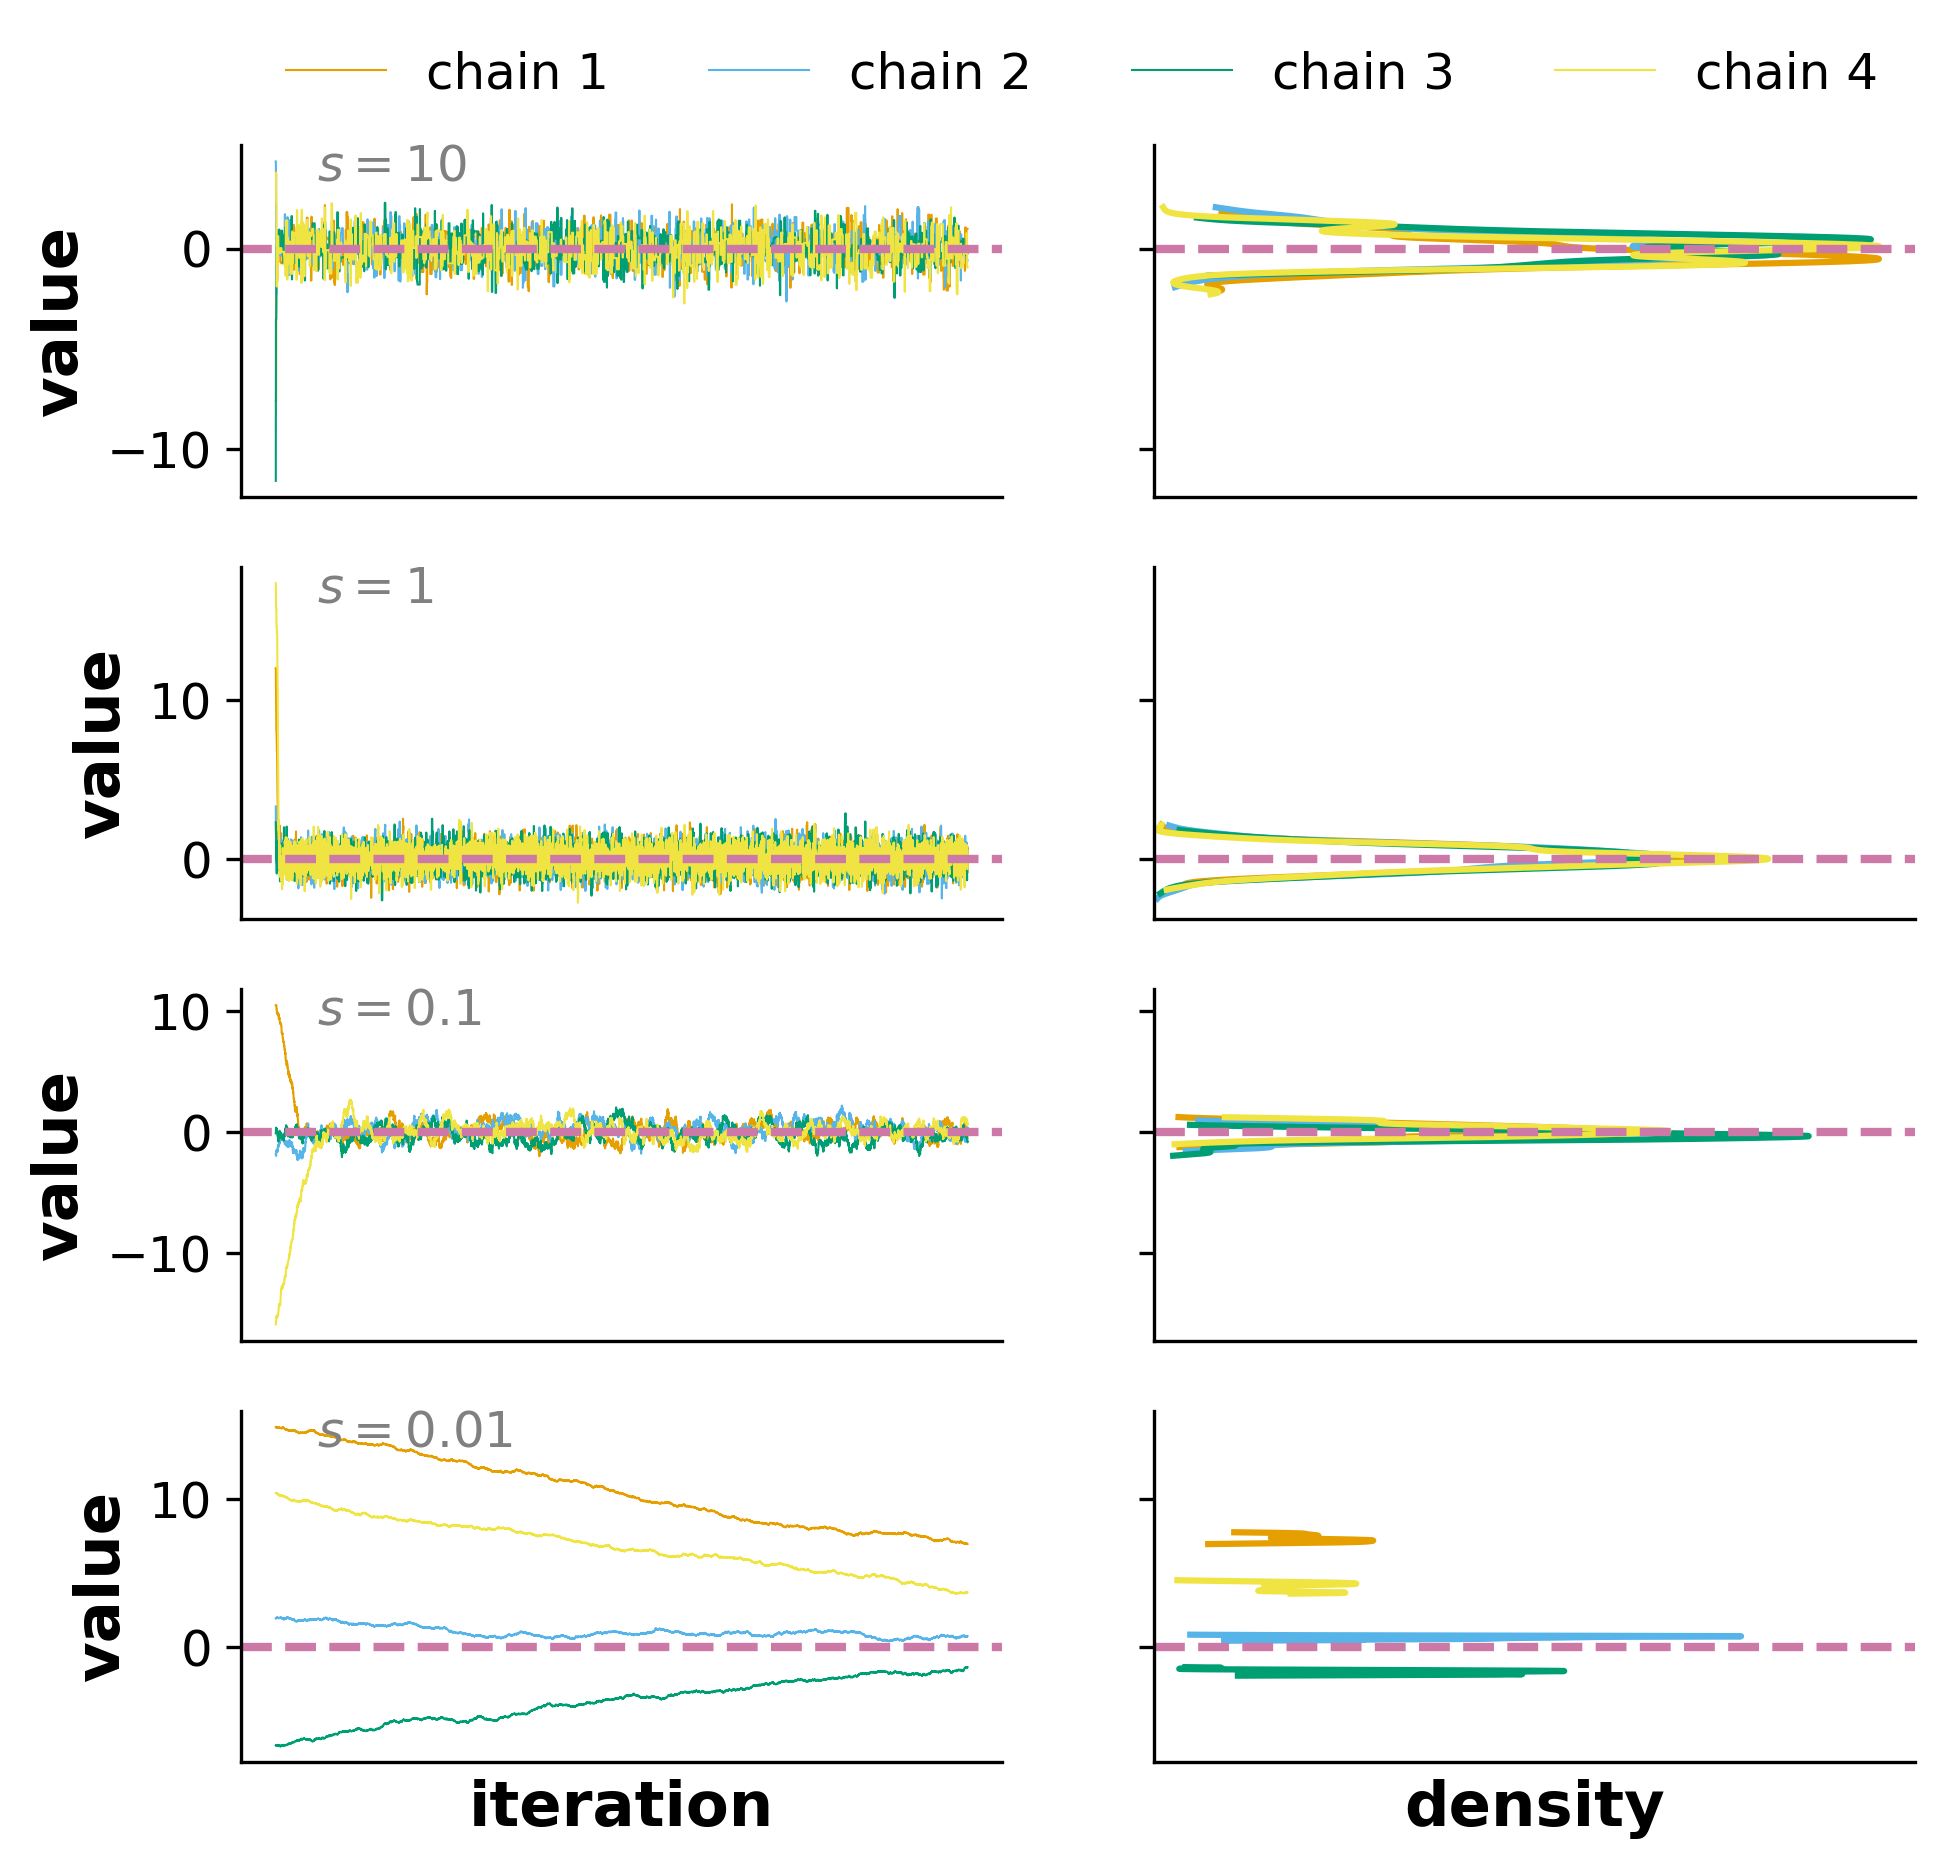 chain 1 chain 2 chain 3 chain 4
s = 10
value
0
−10
s = 1
value
10
0
s = 0.1
value
10
0
−10
s = 0.01
value
10
0
iteration density